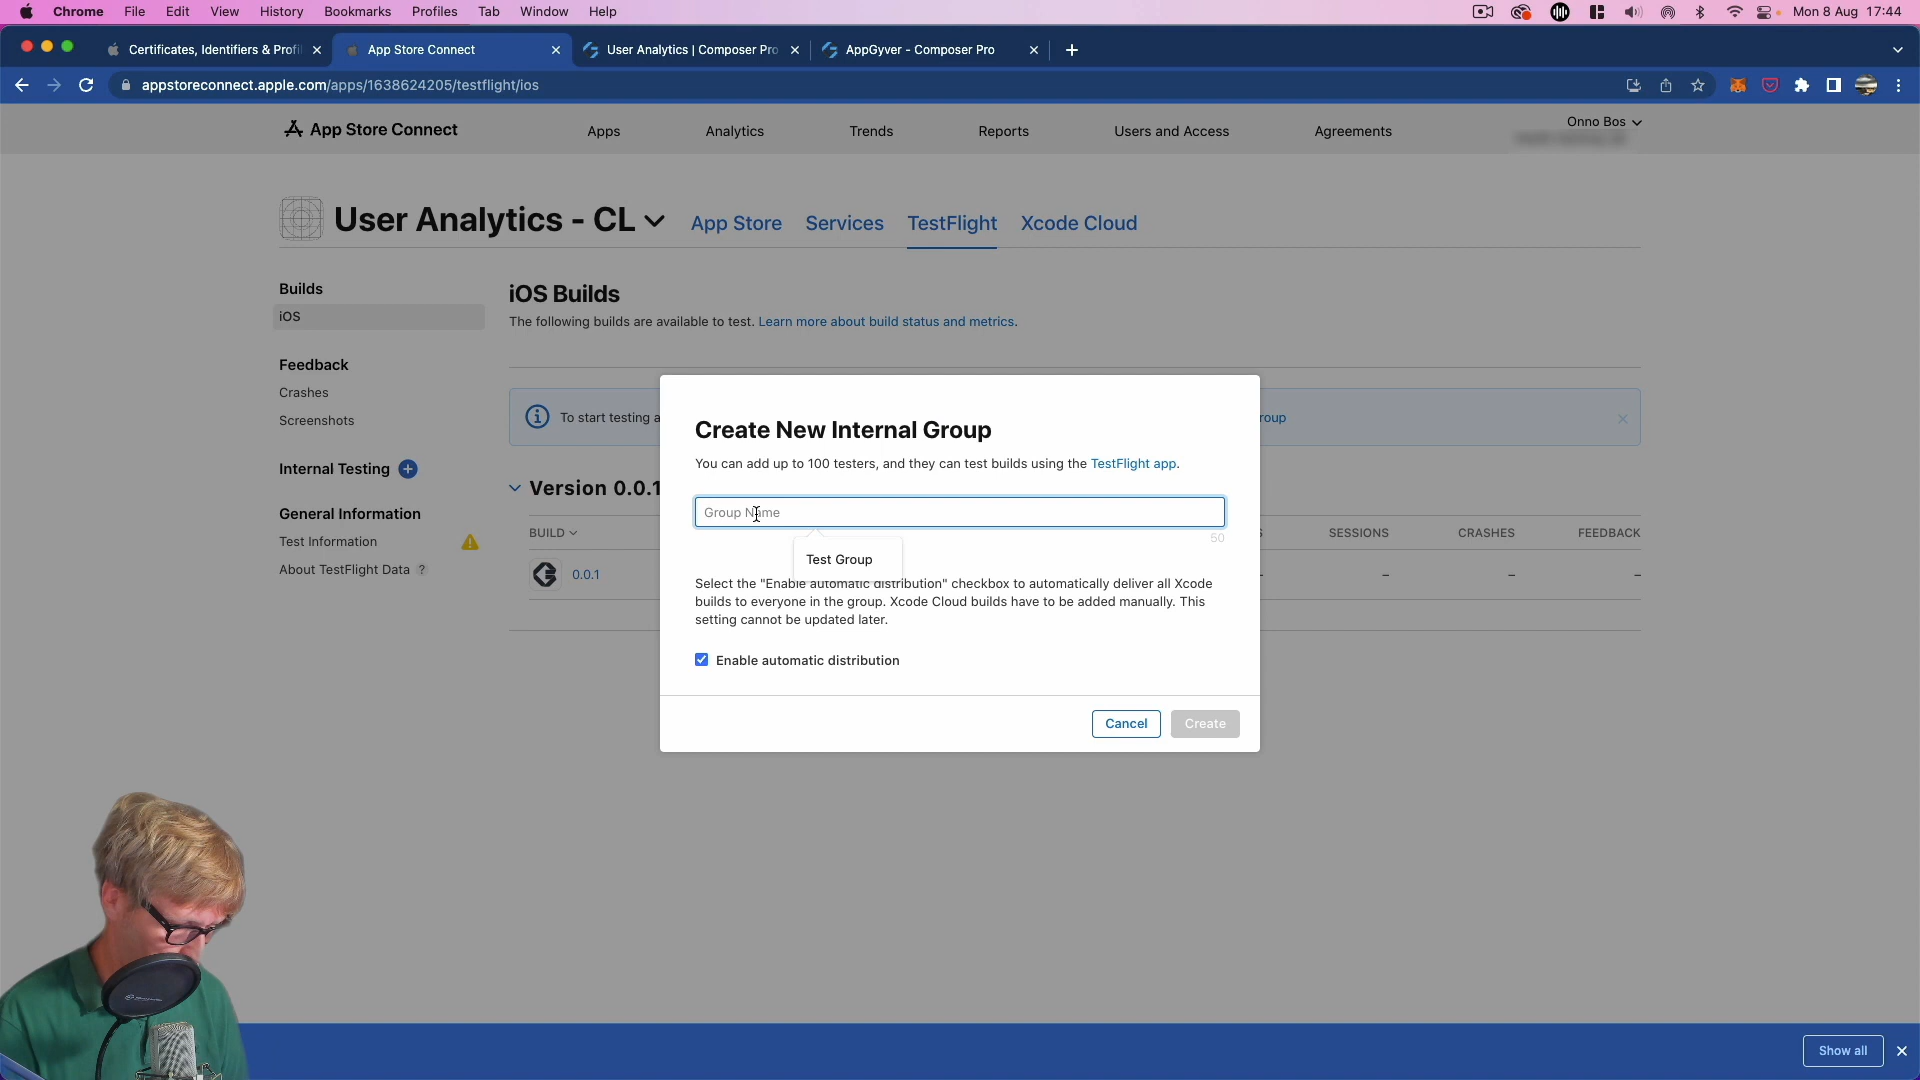 Chrome File Edit View History Bookmarks Profiles Tab Window Help Mon 8 Aug 17:44
Certificates, Identifiers & Profi App Store Connect User Analytics | Composer Pro AppGyver - Composer Pro
appstoreconnect.apple.com/apps/1638624205/testflight/ios
App Store Connect Apps Analytics Trends Reports Users and Access Agreements Onno Bos
User Analytics - CL App Store Services TestFlight Xcode Cloud
Builds
iOS
Feedback
Crashes
Screenshots
Internal Testing
General Information
Test Information
About TestFlight Data ?
iOS Builds
The following builds are available to test. Learn more about build status and metrics.
To start testing a
roup
Version 0.0.1
BUILD
SESSIONS CRASHES FEEDBACK
0.0.1 – – –
Create New Internal Group
You can add up to 100 testers, and they can test builds using the TestFlight app.
Group Name
50
Test Group
Select the "Enable automatic distribution" checkbox to automatically deliver all Xcode
builds to everyone in the group. Xcode Cloud builds have to be added manually. This
setting cannot be updated later.
Enable automatic distribution
Cancel Create
Show all